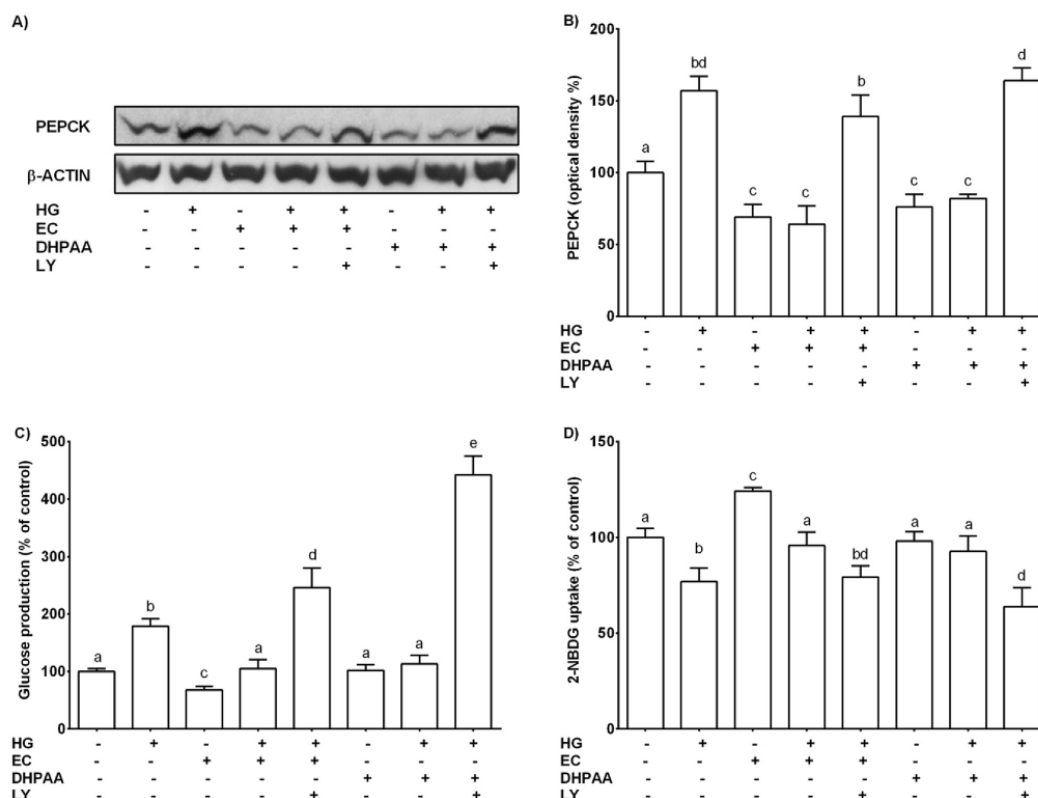 A)
PEPCK
β-ACTIN
HG - + - + + - + +
EC - - + + + - - -
DHPAA - - - - - + + +
LY - - - - + - - +
B)
PEPCK (optical density %)
200
150
100
50
0
a bd c c b c c d
HG - + - + + - + +
EC - - + + + - - -
DHPAA - - - - - + + +
LY - - - - + - - +
C)
Glucose production (% of control)
500
400
300
200
100
0
a b c a d a a e
HG - + - + + - + +
EC - - + + + - - -
DHPAA - - - - - + + +
LY - - - - + - - +
D)
2-NBDG uptake (% of control)
150
100
50
0
a b c a bd a a d
HG - + - + + - + +
EC - - + + + - - -
DHPAA - - - - - + + +
LY - - - - + - - +